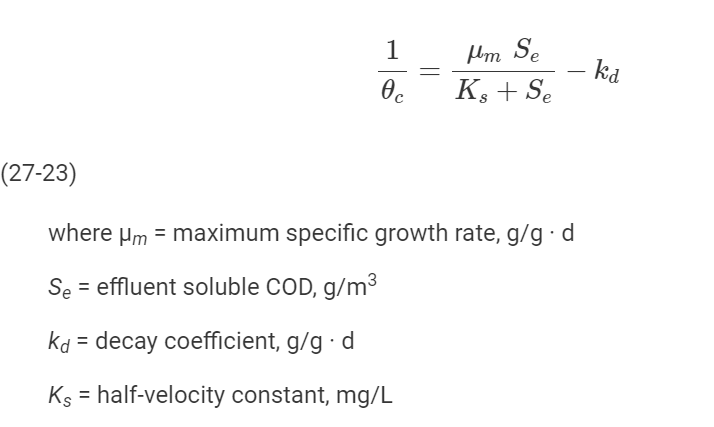 1/θc = μm Se/(Ks + Se) − kd
(27-23)
where μm = maximum specific growth rate, g/g · d
Se = effluent soluble COD, g/m³
kd = decay coefficient, g/g · d
Ks = half-velocity constant, mg/L